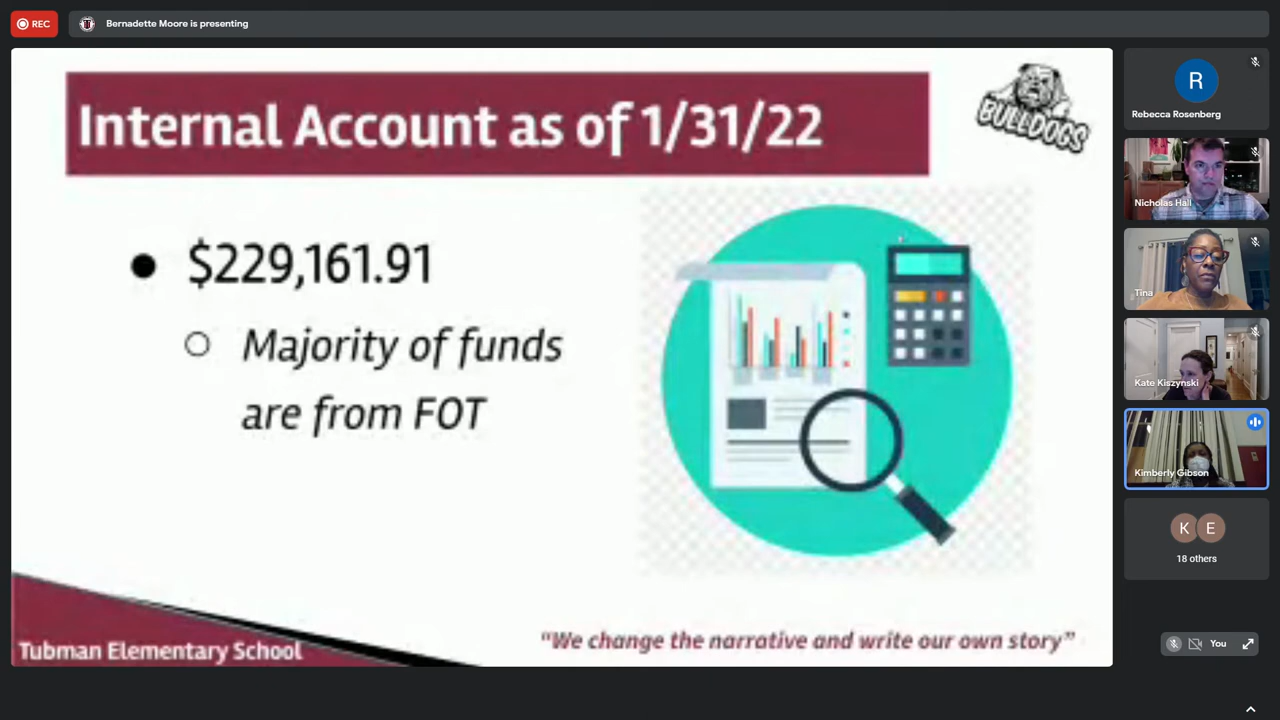 REC
Bernadette Moore is presenting
Internal Account as of 1/31/22
BULLDOGS
● $229,161.91
○ Majority of funds
are from FOT
Tubman Elementary School
“We change the narrative and write our own story”
R
Rebecca Rosenberg
Nicholas Hall
Tina
Kate Kiszynski
Kimberly Gibson
K E
18 others
You